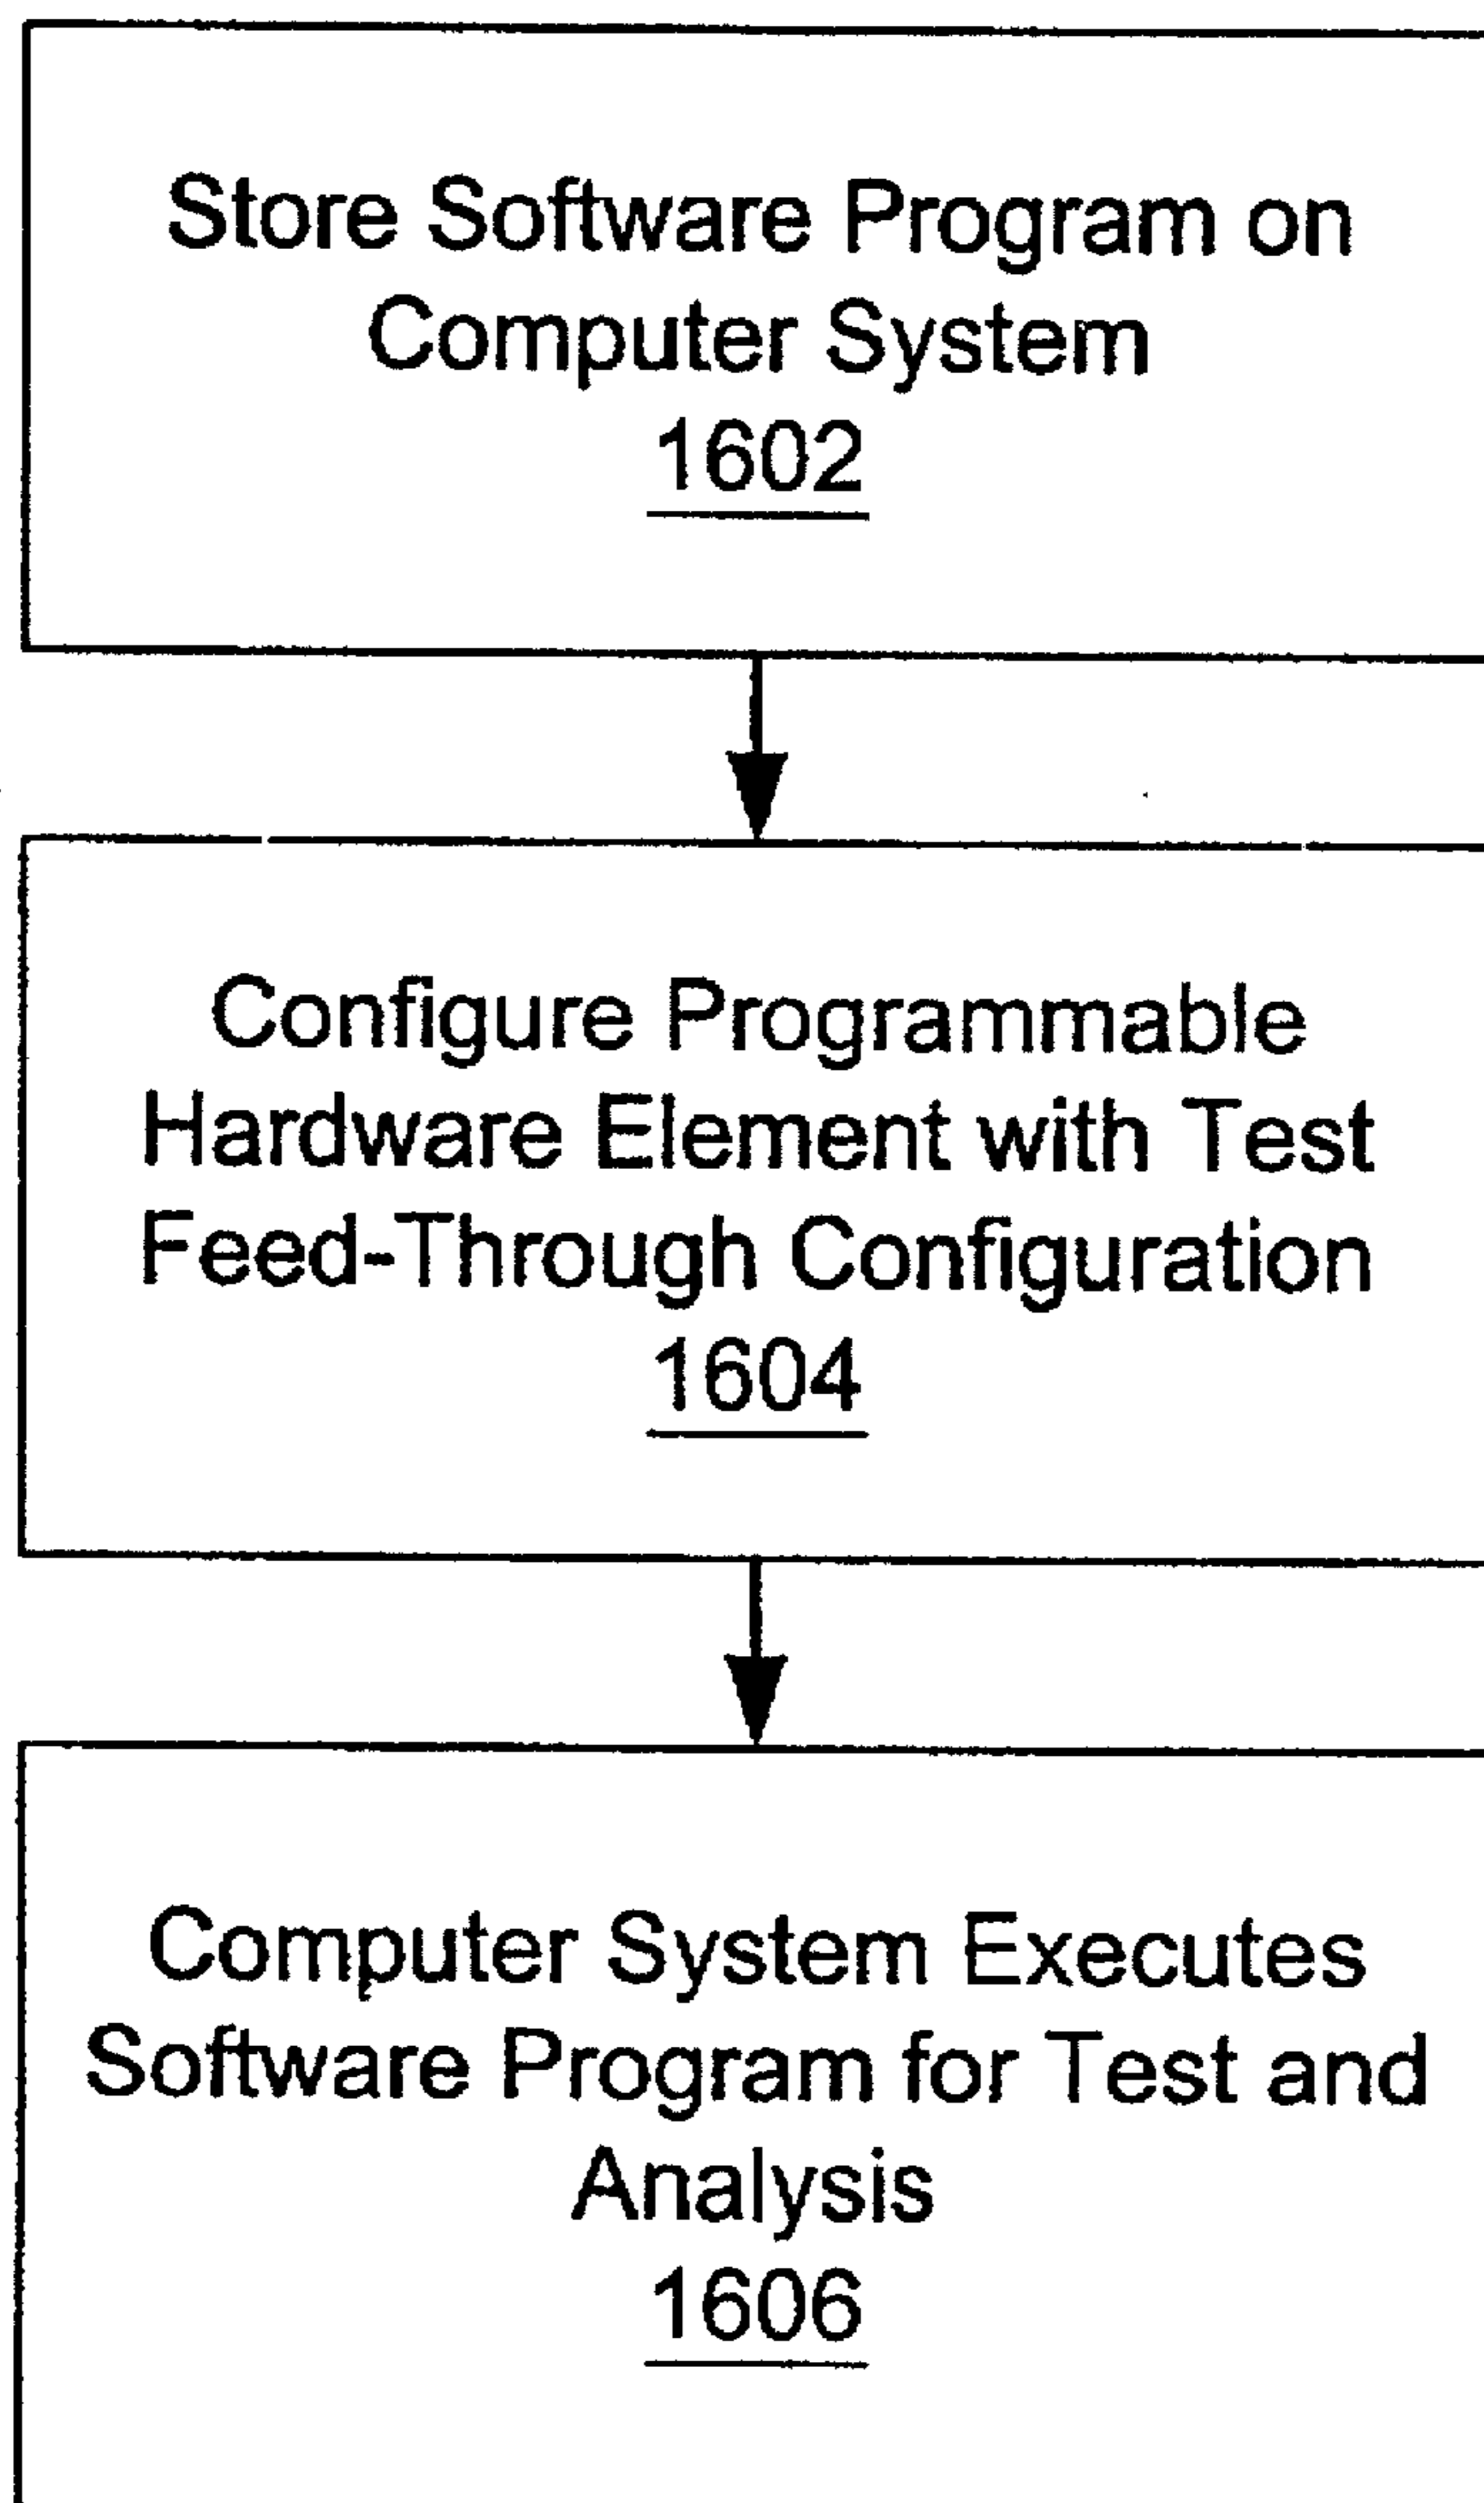 Store Software Program on
Computer System
1602
Configure Programmable
Hardware Element with Test
Feed-Through Configuration
1604
Computer System Executes
Software Program for Test and
Analysis
1606